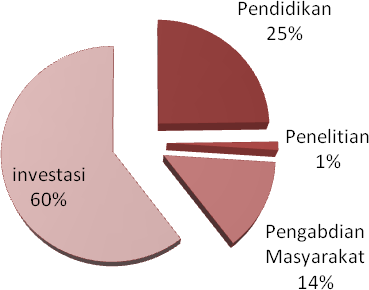 Pendidikan
25%
Penelitian
1%
investasi
60%
Pengabdian
Masyarakat
14%